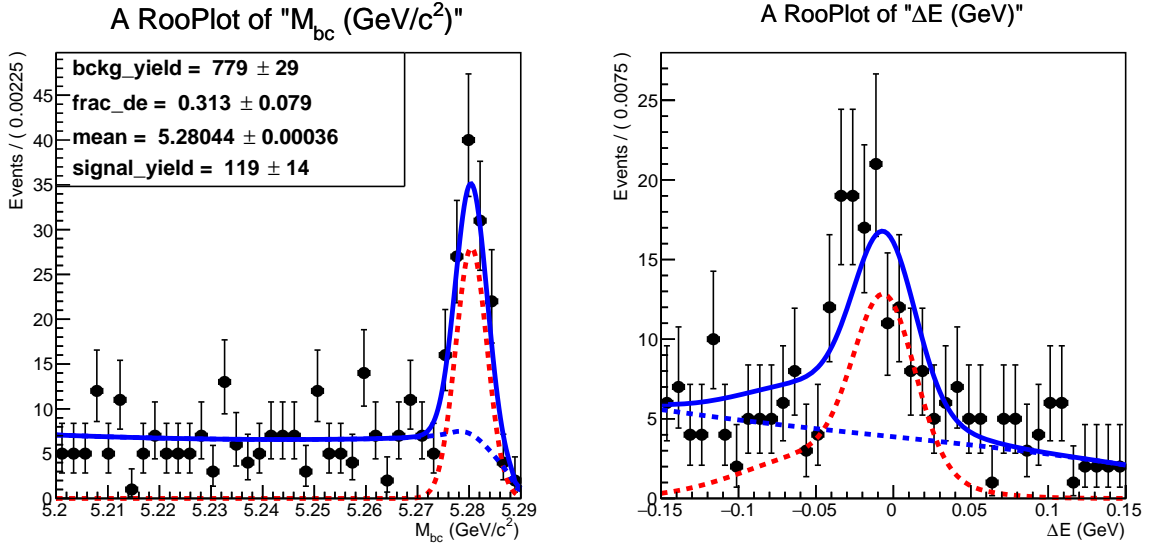 A RooPlot of "M_bc (GeV/c²)"
Events / ( 0.00225 )
bckg_yield = 779 ± 29
frac_de = 0.313 ± 0.079
mean = 5.28044 ± 0.00036
signal_yield = 119 ± 14
45
40
35
30
25
20
15
10
5
0
5.2 5.21 5.22 5.23 5.24 5.25 5.26 5.27 5.28 5.29
M_bc (GeV/c²)
A RooPlot of "ΔE (GeV)"
Events / ( 0.0075 )
25
20
15
10
5
0
−0.15 −0.1 −0.05 0 0.05 0.1 0.15
ΔE (GeV)